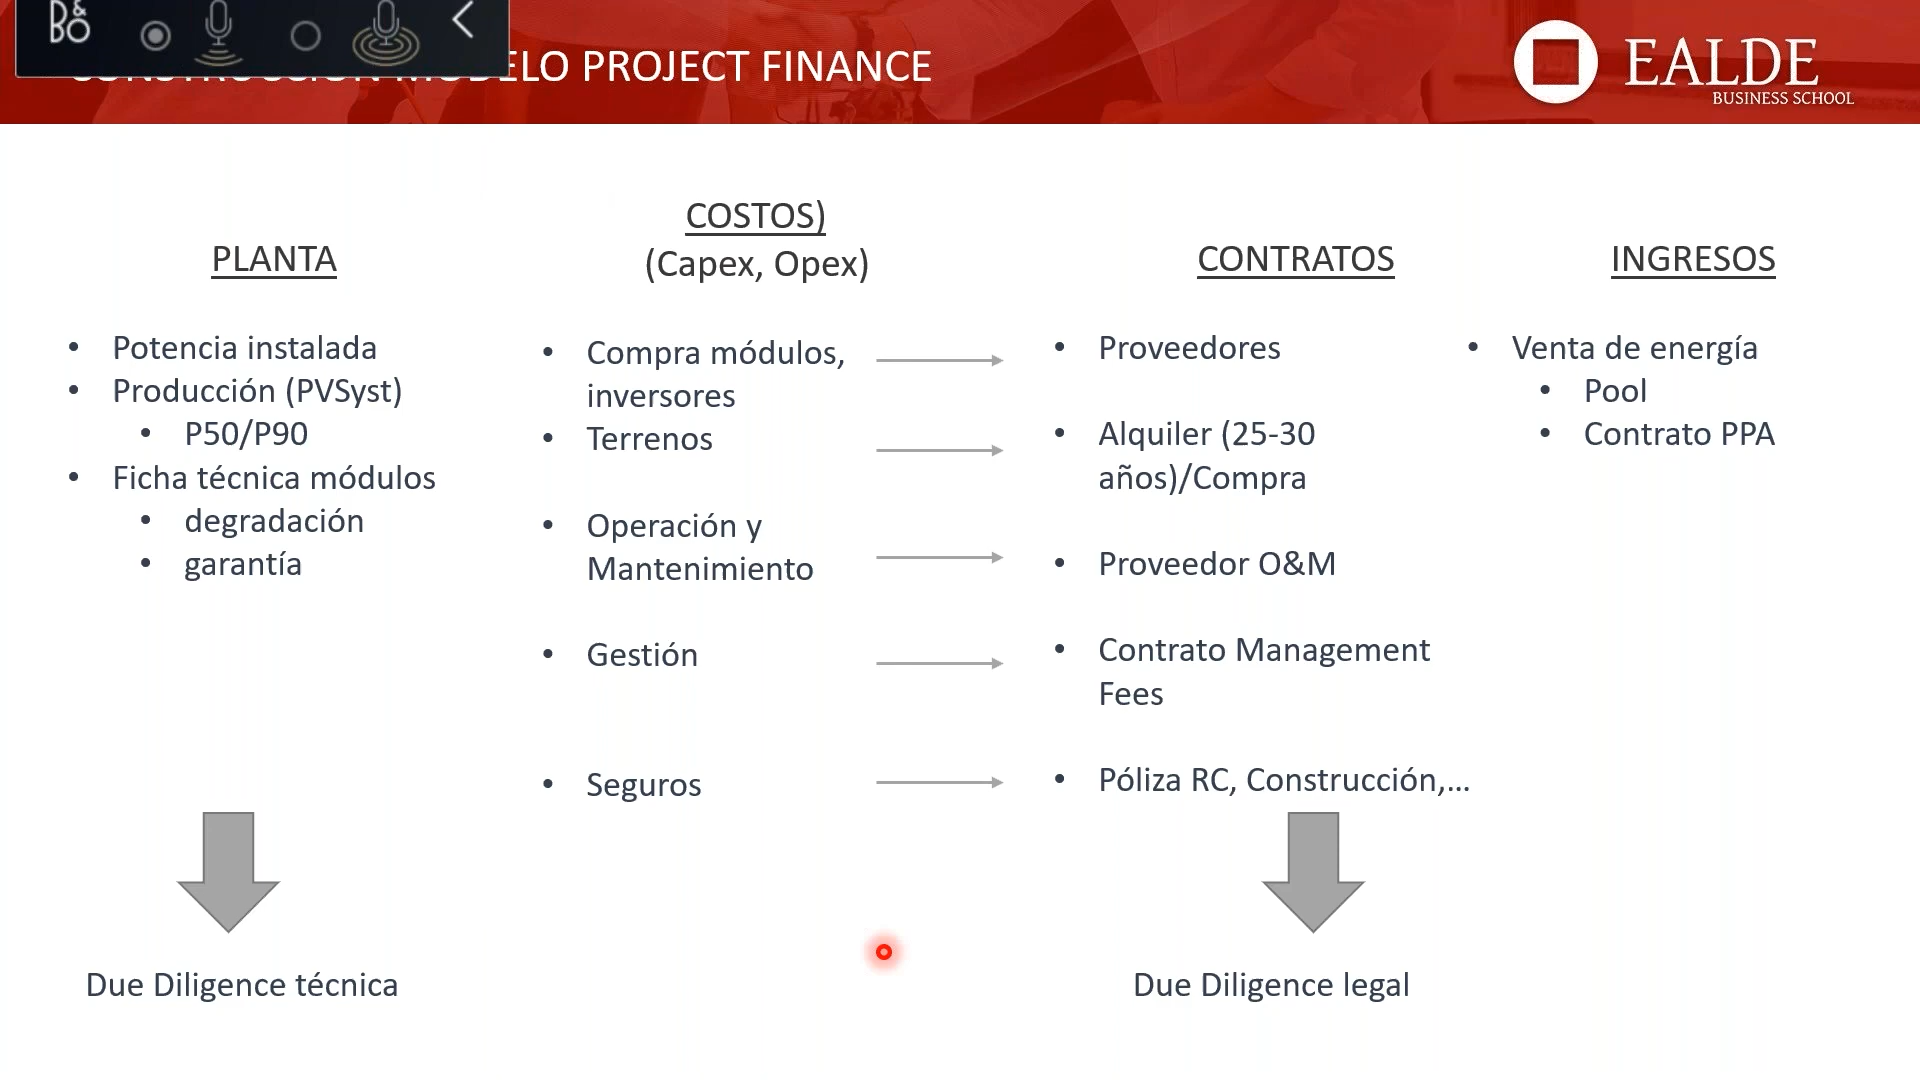 B&O
ELO PROJECT FINANCE
EALDE
BUSINESS SCHOOL
PLANTA
• Potencia instalada
• Producción (PVSyst)
• P50/P90
• Ficha técnica módulos
• degradación
• garantía
Due Diligence técnica
COSTOS)
(Capex, Opex)
• Compra módulos,
inversores
• Terrenos
• Operación y
Mantenimiento
• Gestión
• Seguros
CONTRATOS
• Proveedores
• Alquiler (25-30
años)/Compra
• Proveedor O&M
• Contrato Management
Fees
• Póliza RC, Construcción,...
Due Diligence legal
INGRESOS
• Venta de energía
• Pool
• Contrato PPA